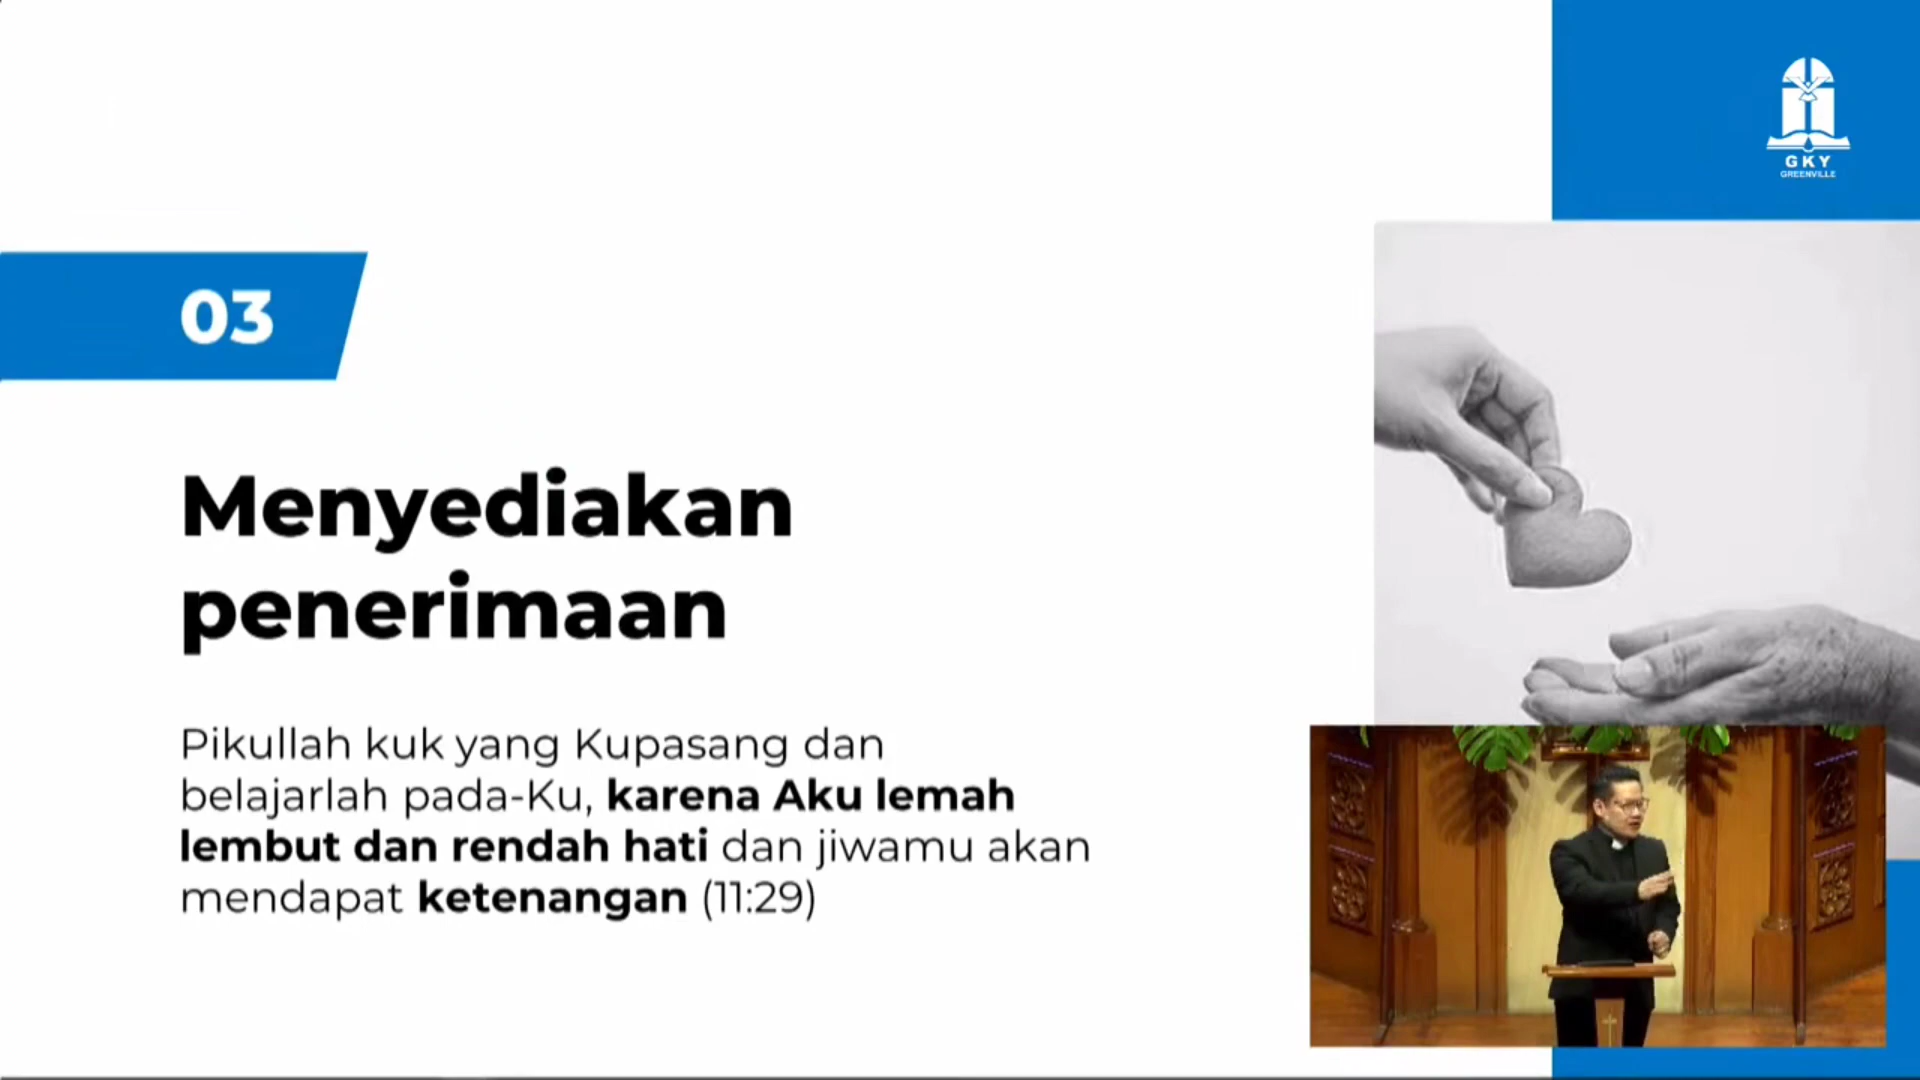 GKY
GREENVILLE
03
Menyediakan
penerimaan
Pikullah kuk yang Kupasang dan
belajarlah pada-Ku, karena Aku lemah
lembut dan rendah hati dan jiwamu akan
mendapat ketenangan (11:29)